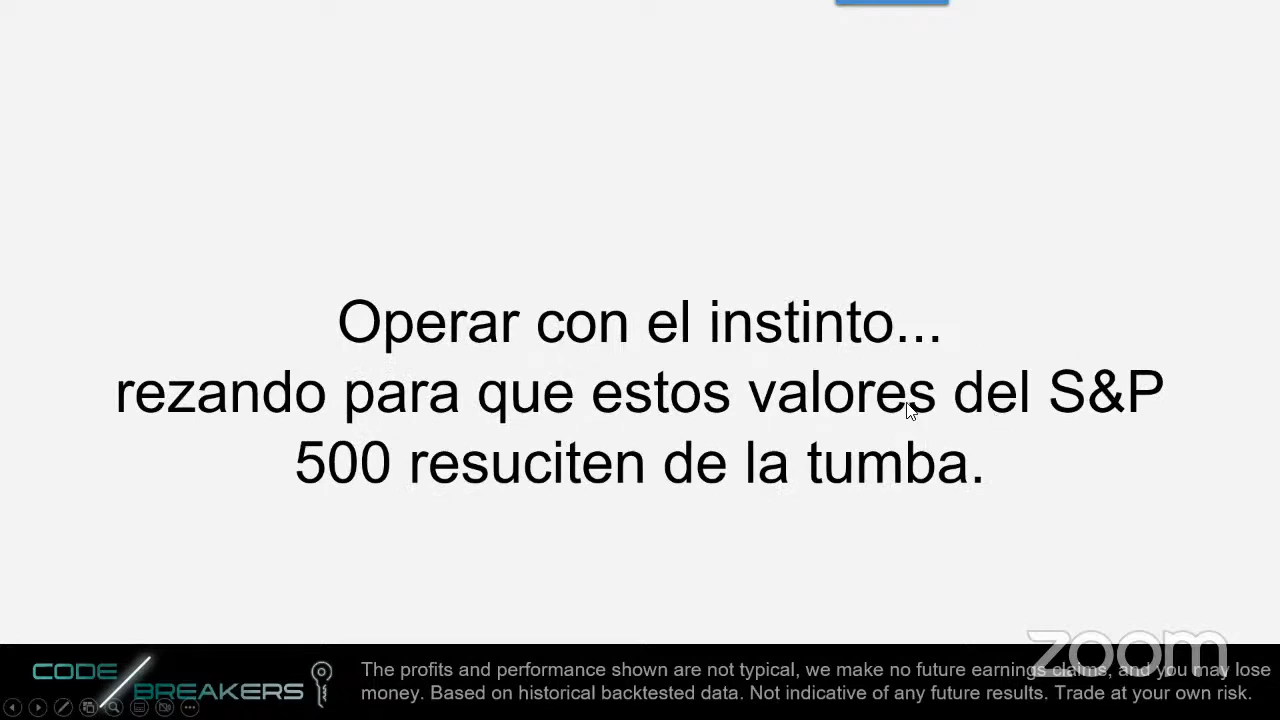 Operar con el instinto...
rezando para que estos valores del S&P
500 resuciten de la tumba.
CODE
BREAKERS
The profits and performance shown are not typical, we make no future earnings claims, and you may lose
money. Based on historical backtested data. Not indicative of any future results. Trade at your own risk.
zoom